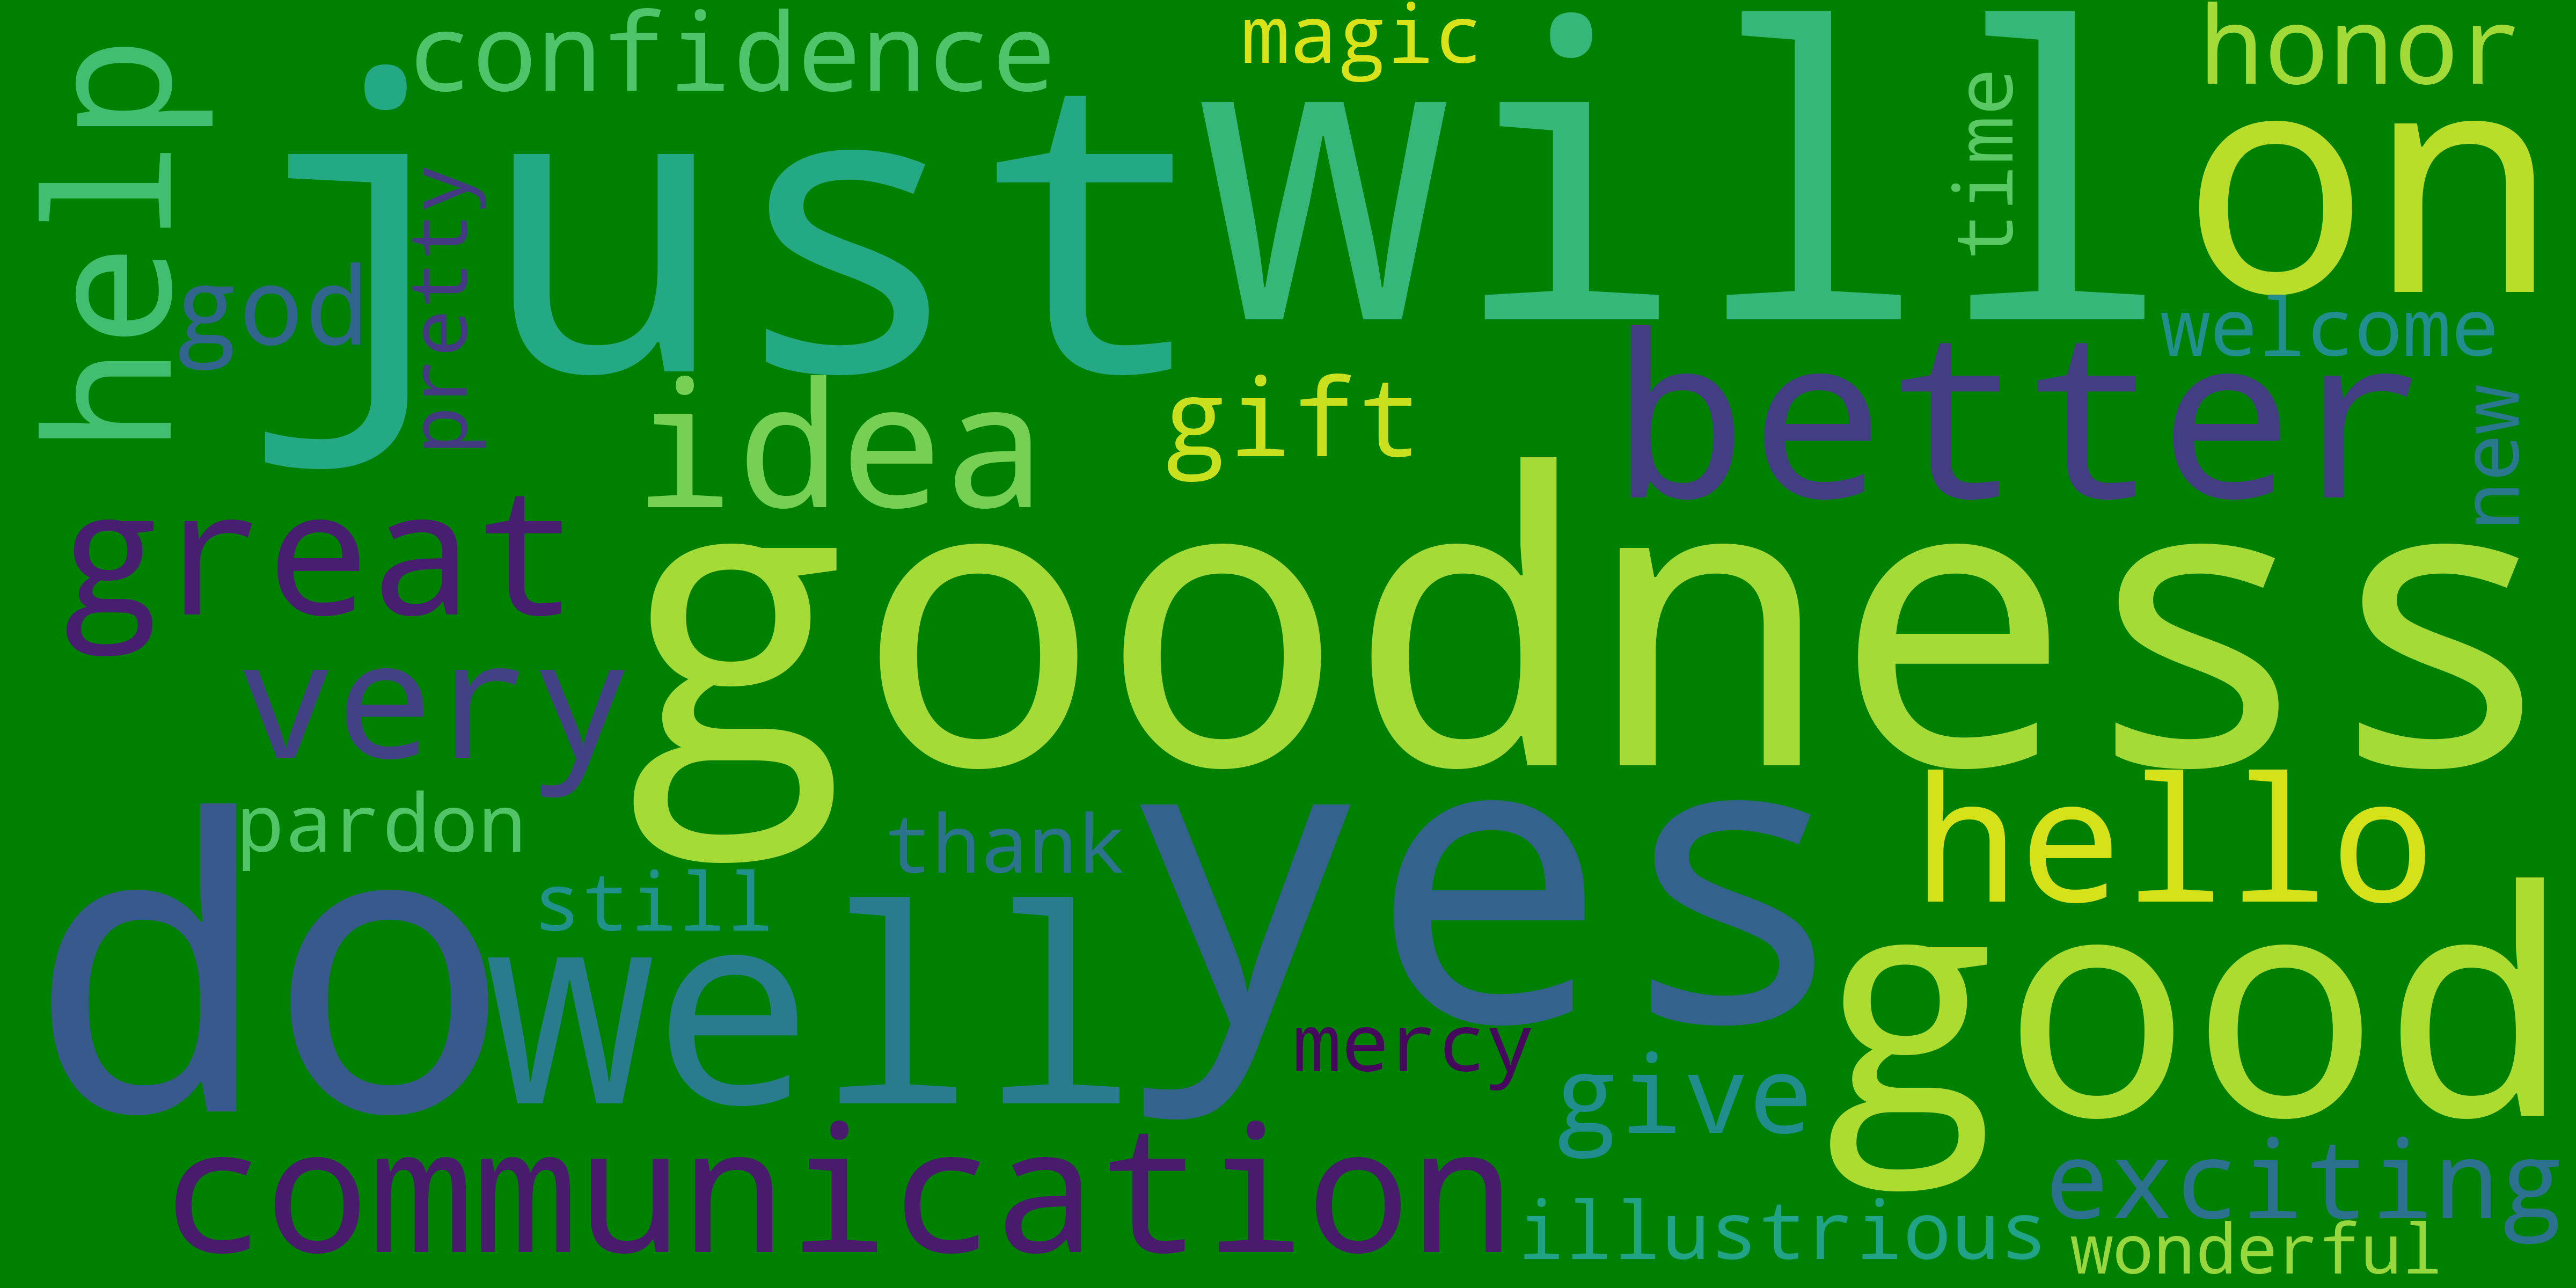 confidence
magic
honor
help
just
will
time
on
god
pretty
welcome
idea
gift
better
new
great
goodness
very
pardon
thank
yes
hello
do
still
well
good
mercy
give
communication
exciting
illustrious
wonderful